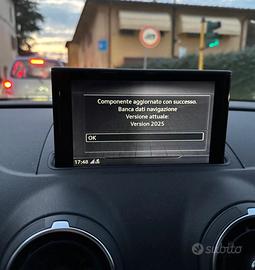 Componente aggiornato con successo.
Banca dati navigazione
Versione attuale:
Version 2025
OK
17:48
subito